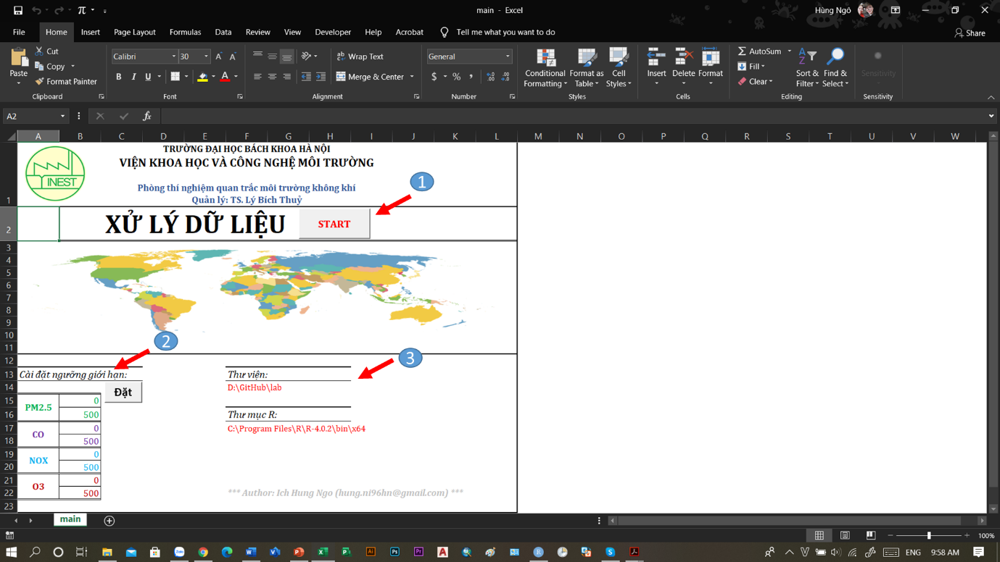 main - Excel
Hùng Ngô
File Home Insert Page Layout Formulas Data Review View Developer Help Acrobat Tell me what you want to do
Share
Paste
Cut
Copy
Format Painter
Clipboard
Calibri 30
B I U
Font
Wrap Text
Merge & Center
Alignment
General
$ % ,
Number
Conditional Formatting
Format as Table
Cell Styles
Styles
Insert Delete Format
Cells
AutoSum
Fill
Clear
Sort & Filter
Find & Select
Editing
Sensitivity
Sensitivity
A2
fx
A B C D E F G H I J K L M N O P Q R S T U V W
INEST
TRƯỜNG ĐẠI HỌC BÁCH KHOA HÀ NỘI
VIỆN KHOA HỌC VÀ CÔNG NGHỆ MÔI TRƯỜNG
Phòng thí nghiệm quan trắc môi trường không khí
Quản lý: TS. Lý Bích Thuỷ
1
1
2
XỬ LÝ DỮ LIỆU
START
3
4
5
6
7
8
9
10
11
2
12
3
13
Cài đặt ngưỡng giới hạn:
Thư viện:
14
Đặt
D:\GitHub\lab
15
PM2.5
0
16
500
Thư mục R:
17
CO
0
C:\Program Files\R\R-4.0.2\bin\x64
18
500
19
NOX
0
20
500
21
O3
0
22
500
*** Author: Ich Hung Ngo (hung.ni96hn@gmail.com) ***
23
main
100%
ENG
9:58 AM